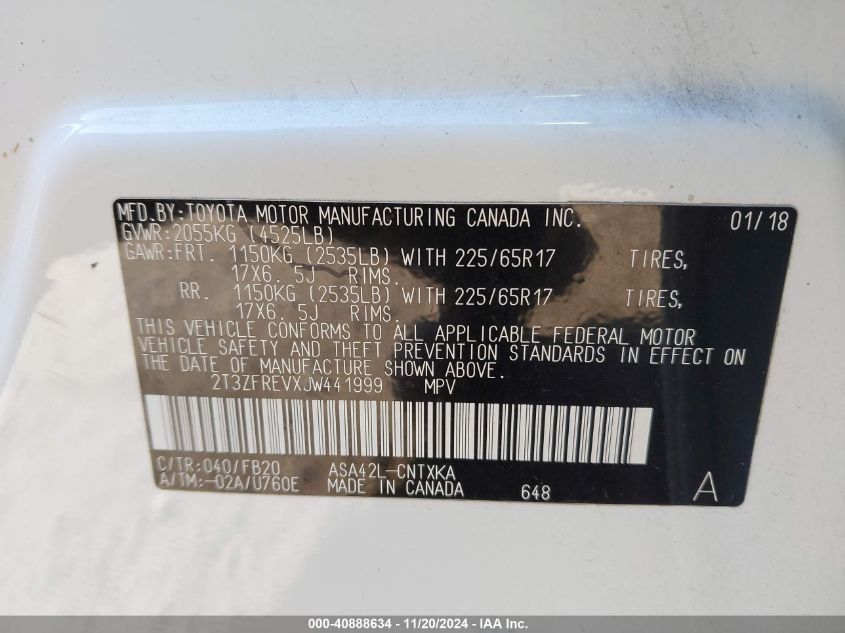 MFD.BY:TOYOTA MOTOR MANUFACTURING CANADA INC. 01/18
GVWR:2055KG (4525LB)
GAWR:FRT. 1150KG (2535LB) WITH 225/65R17 TIRES,
17X6. 5J RIMS.
RR. 1150KG (2535LB) WITH 225/65R17 TIRES,
17X6. 5J RIMS.
THIS VEHICLE CONFORMS TO ALL APPLICABLE FEDERAL MOTOR
VEHICLE SAFETY AND THEFT PREVENTION STANDARDS IN EFFECT ON
THE DATE OF MANUFACTURE SHOWN ABOVE.
2T3ZFREVXJW441999 MPV
C/TR:040/FB20 ASA42L-CNTXKA
A/TM:-02A/U760E MADE IN CANADA 648 A
000-40888634 - 11/20/2024 - IAA Inc.